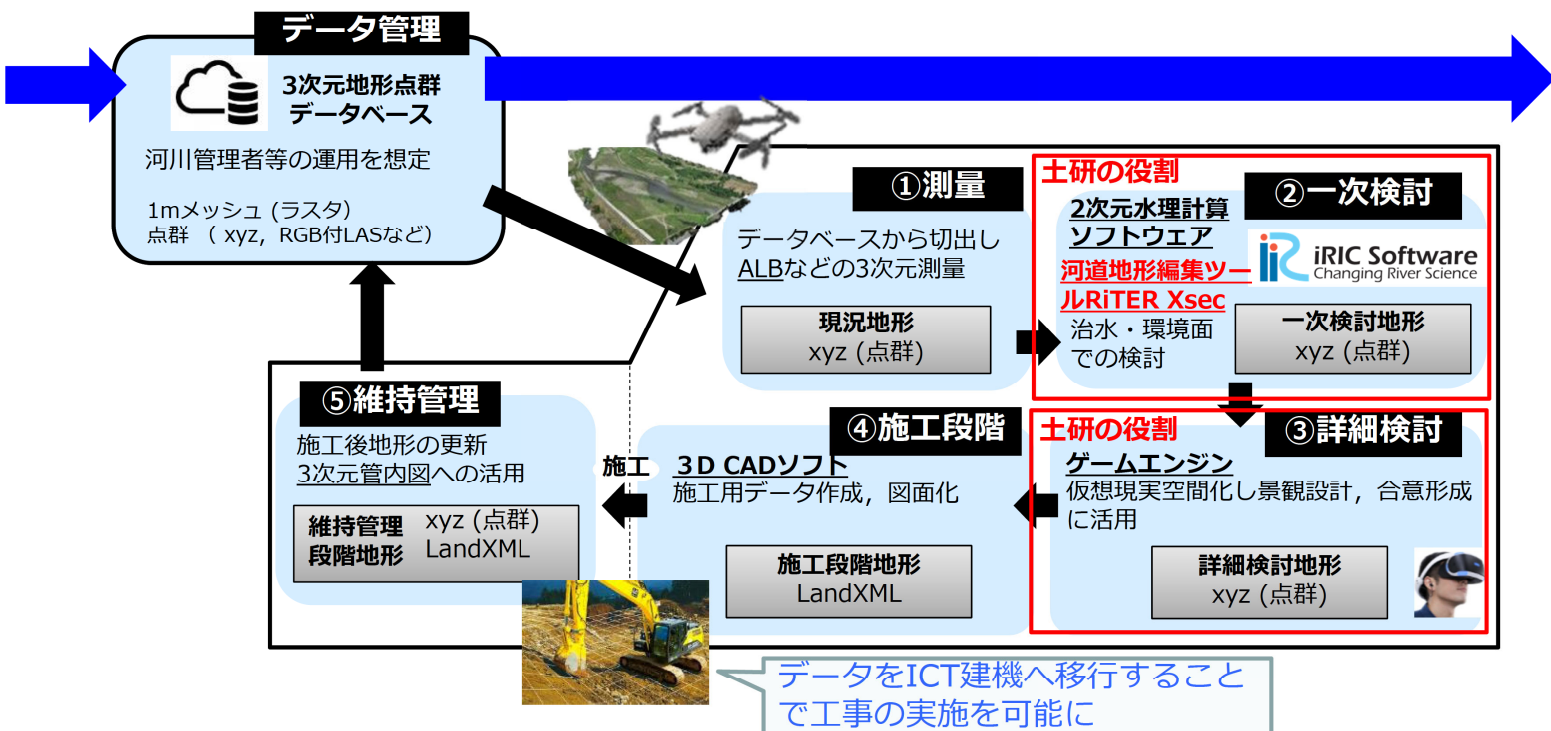 データ管理
3次元地形点群
データベース
河川管理者等の運用を想定
1mメッシュ (ラスタ)
点群 ( xyz，RGB付LASなど)
①測量
データベースから切出し
ALBなどの3次元測量
現況地形
xyz (点群)
土研の役割
②一次検討
2次元水理計算
ソフトウェア
河道地形編集ツー
ルRiTER Xsec
治水・環境面
での検討
iRIC Software
Changing River Science
一次検討地形
xyz (点群)
土研の役割
③詳細検討
ゲームエンジン
仮想現実空間化し景観設計，合意形成
に活用
詳細検討地形
xyz (点群)
④施工段階
３D CADソフト
施工用データ作成，図面化
施工段階地形
LandXML
施工
⑤維持管理
施工後地形の更新
3次元管内図への活用
維持管理 xyz (点群)
段階地形 LandXML
データをICT建機へ移行すること
で工事の実施を可能に